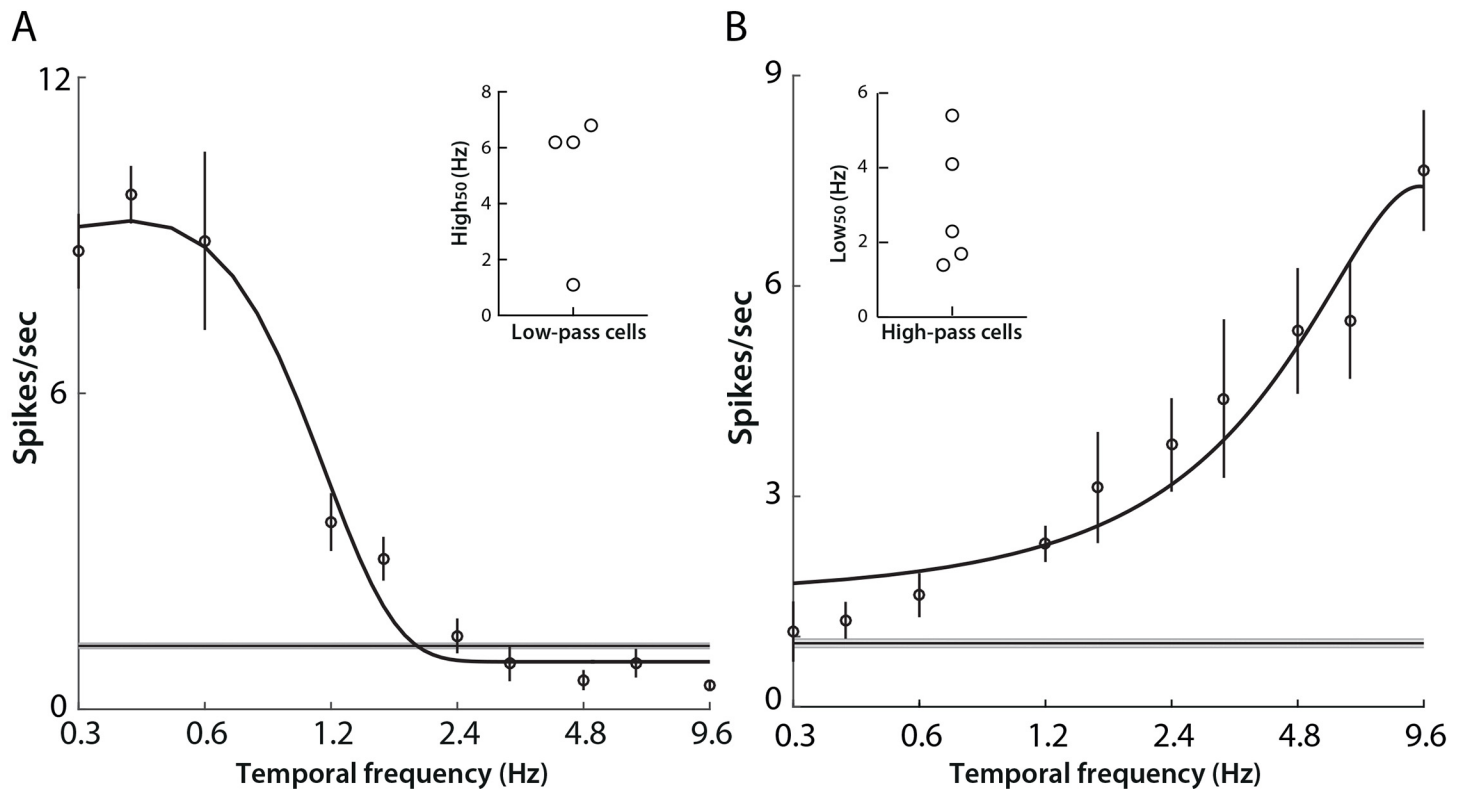 A
12
6
0
Spikes/sec
0.3 0.6 1.2 2.4 4.8 9.6
Temporal frequency (Hz)
8
6
4
2
0
High50 (Hz)
Low-pass cells
B
9
6
3
0
Spikes/sec
0.3 0.6 1.2 2.4 4.8 9.6
Temporal frequency (Hz)
6
4
2
0
Low50 (Hz)
High-pass cells